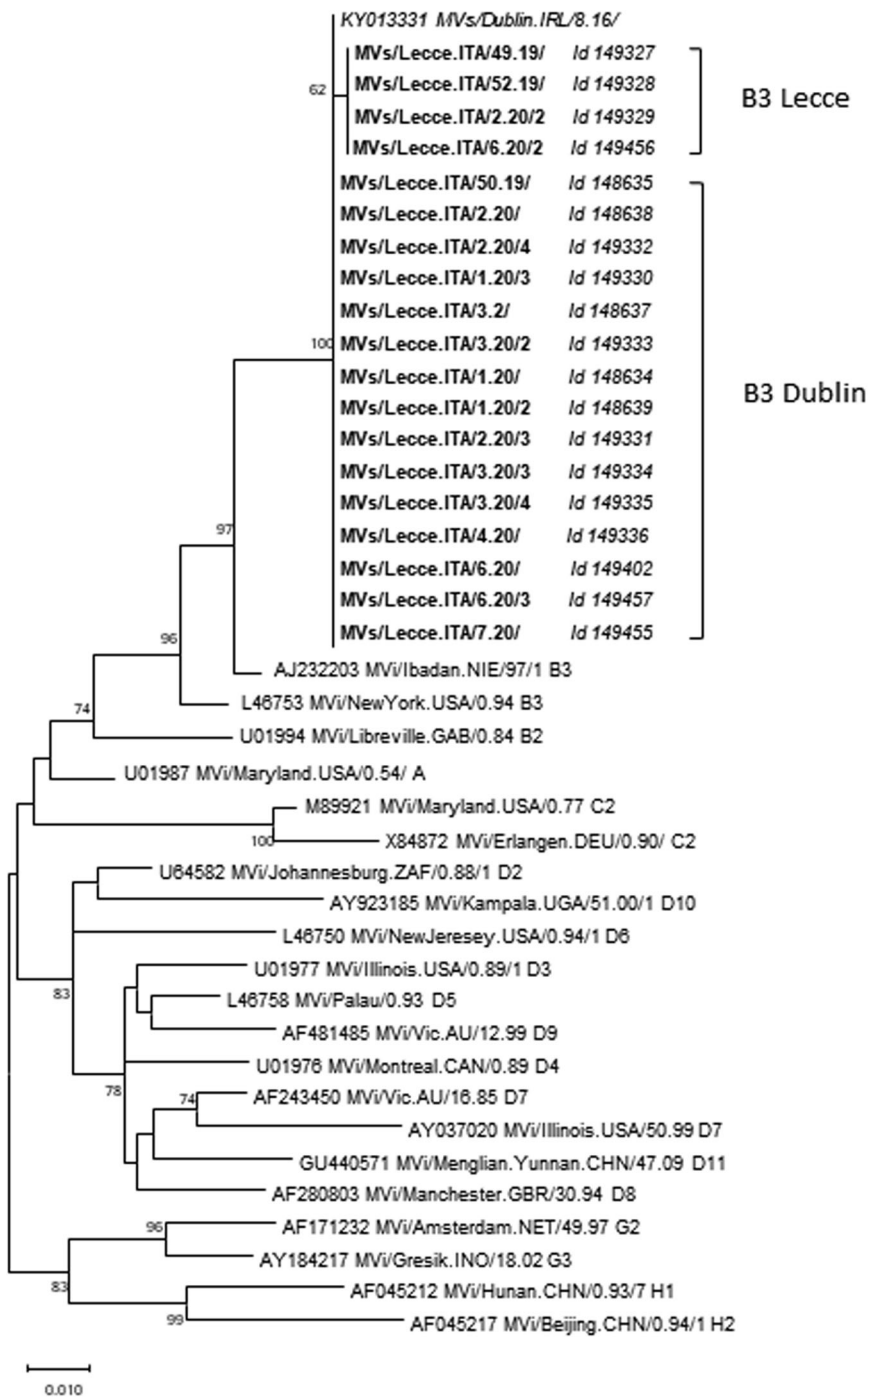 KY013331 MVs/Dublin.IRL/8.16/
MVs/Lecce.ITA/49.19/ Id 149327
62
MVs/Lecce.ITA/52.19/ Id 149328
B3 Lecce
MVs/Lecce.ITA/2.20/2 Id 149329
MVs/Lecce.ITA/6.20/2 Id 149456
MVs/Lecce.ITA/50.19/ Id 148635
MVs/Lecce.ITA/2.20/ Id 148638
MVs/Lecce.ITA/2.20/4 Id 149332
MVs/Lecce.ITA/1.20/3 Id 149330
MVs/Lecce.ITA/3.2/ Id 148637
100
MVs/Lecce.ITA/3.20/2 Id 149333
MVs/Lecce.ITA/1.20/ Id 148634
B3 Dublin
MVs/Lecce.ITA/1.20/2 Id 148639
MVs/Lecce.ITA/2.20/3 Id 149331
MVs/Lecce.ITA/3.20/3 Id 149334
MVs/Lecce.ITA/3.20/4 Id 149335
97
MVs/Lecce.ITA/4.20/ Id 149336
MVs/Lecce.ITA/6.20/ Id 149402
MVs/Lecce.ITA/6.20/3 Id 149457
96
MVs/Lecce.ITA/7.20/ Id 149455
AJ232203 MVi/Ibadan.NIE/97/1 B3
74
L46753 MVi/NewYork.USA/0.94 B3
U01994 MVi/Libreville.GAB/0.84 B2
U01987 MVi/Maryland.USA/0.54/ A
M89921 MVi/Maryland.USA/0.77 C2
100
X84872 MVi/Erlangen.DEU/0.90/ C2
U64582 MVi/Johannesburg.ZAF/0.88/1 D2
AY923185 MVi/Kampala.UGA/51.00/1 D10
L46750 MVi/NewJeresey.USA/0.94/1 D6
U01977 MVi/Illinois.USA/0.89/1 D3
83
L46758 MVi/Palau/0.93 D5
AF481485 MVi/Vic.AU/12.99 D9
U01976 MVi/Montreal.CAN/0.89 D4
78
74
AF243450 MVi/Vic.AU/16.85 D7
AY037020 MVi/Illinois.USA/50.99 D7
GU440571 MVi/Menglian.Yunnan.CHN/47.09 D11
AF280803 MVi/Manchester.GBR/30.94 D8
96
AF171232 MVi/Amsterdam.NET/49.97 G2
AY184217 MVi/Gresik.INO/18.02 G3
83
AF045212 MVi/Hunan.CHN/0.93/7 H1
99
AF045217 MVi/Beijing.CHN/0.94/1 H2
0.010